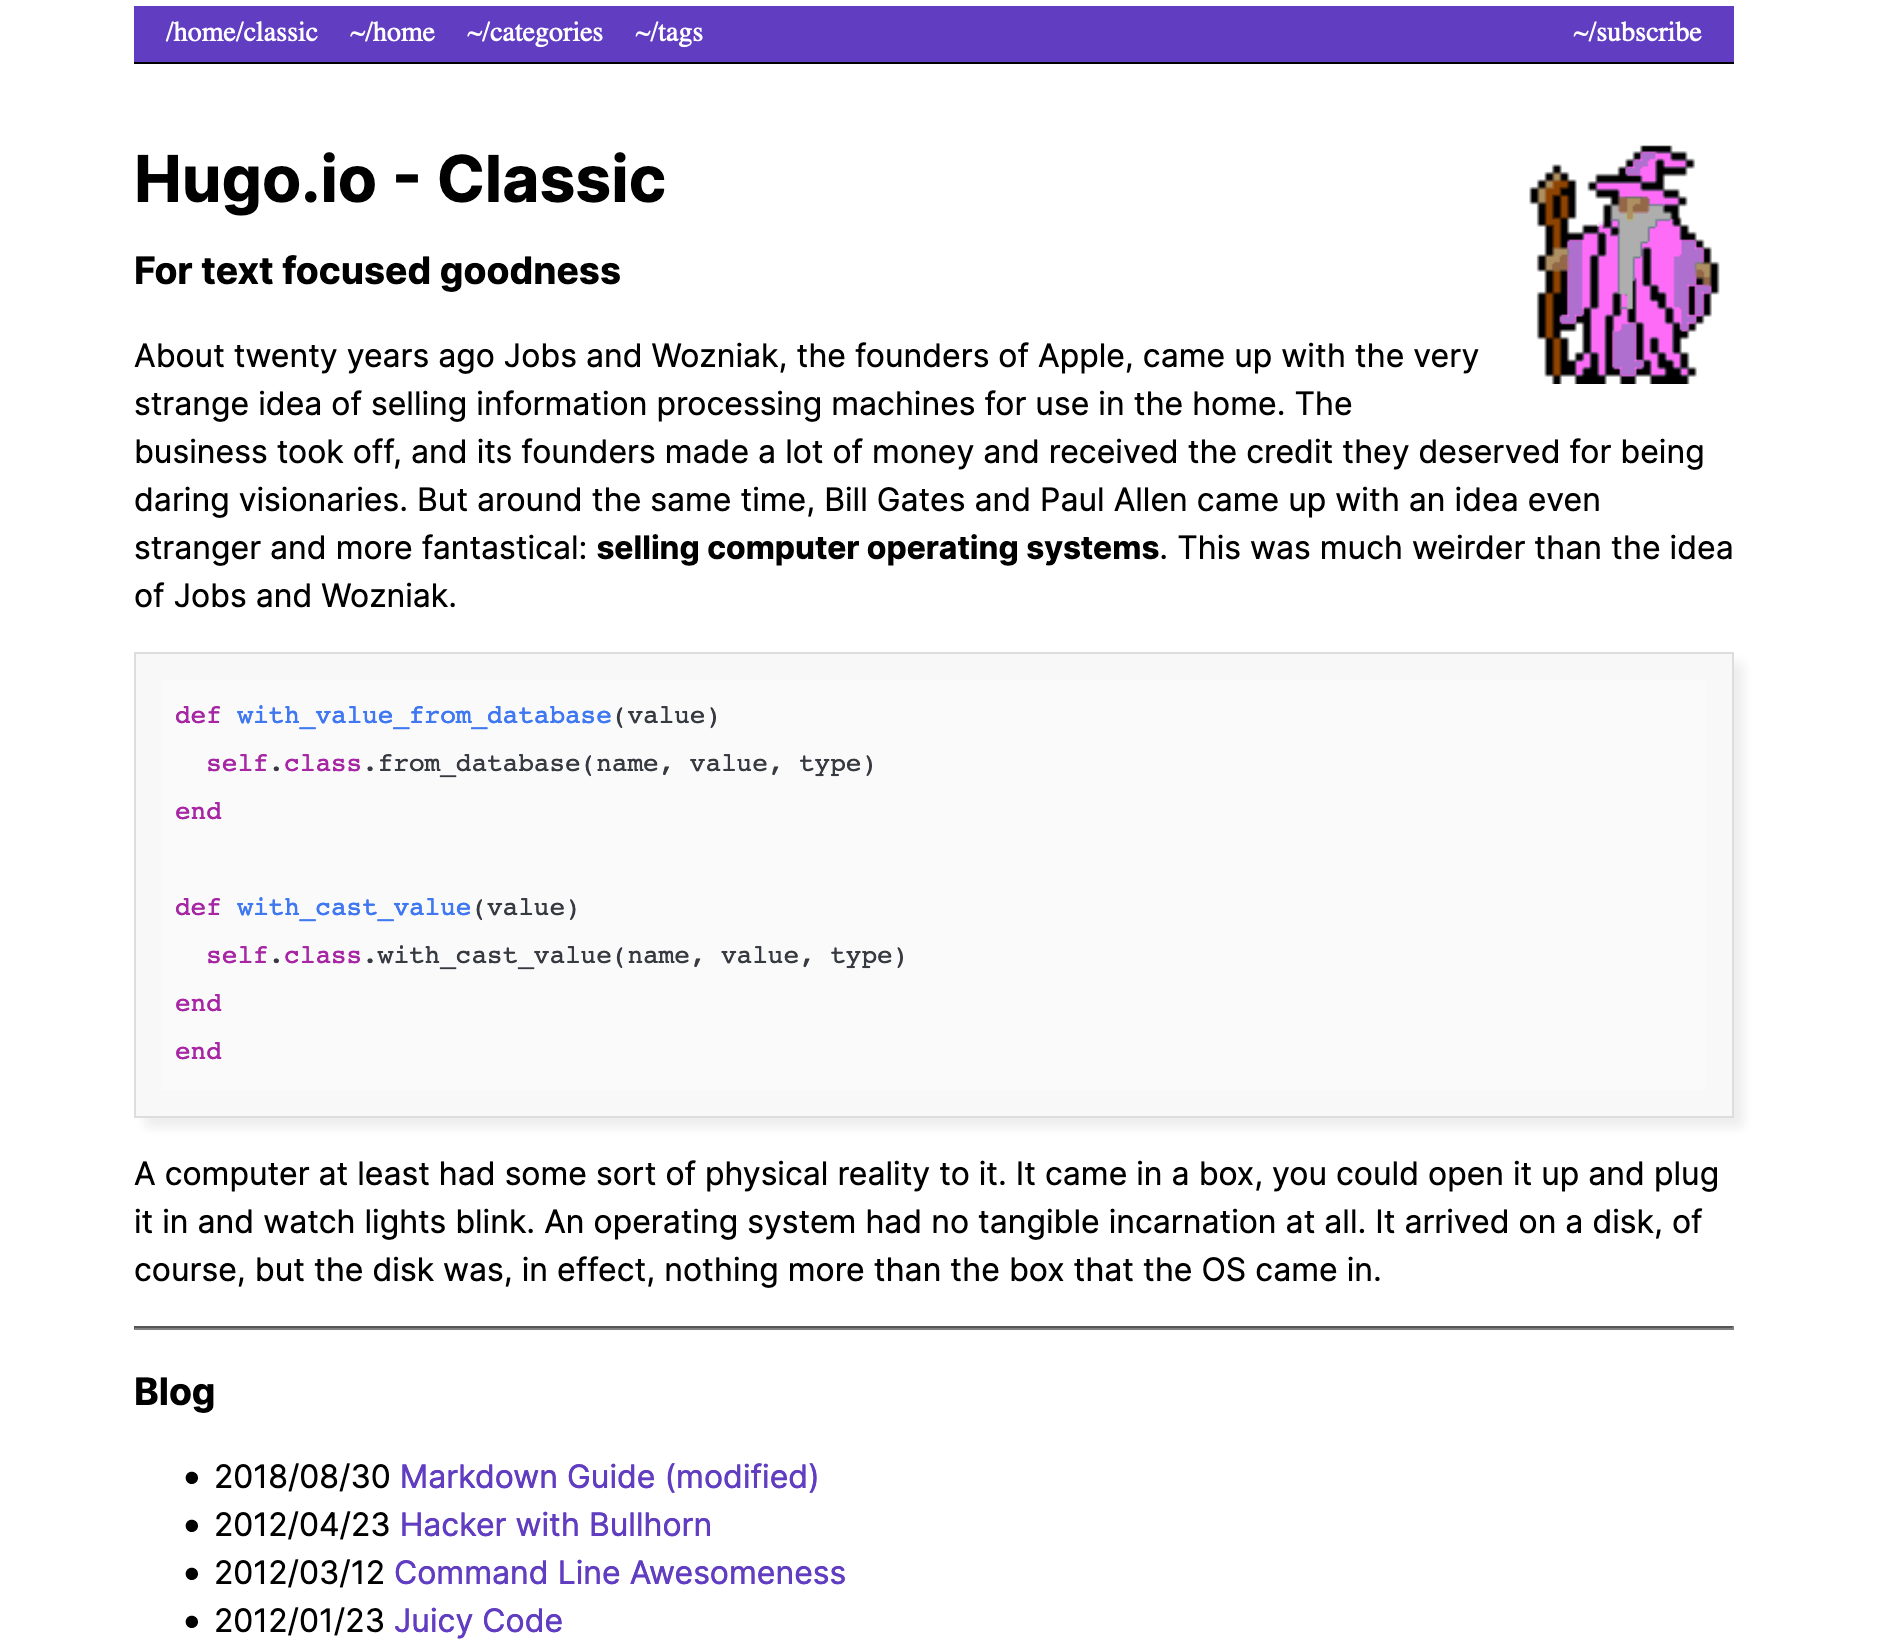 /home/classic ~/home ~/categories ~/tags ~/subscribe
Hugo.io - Classic
For text focused goodness
About twenty years ago Jobs and Wozniak, the founders of Apple, came up with the very
strange idea of selling information processing machines for use in the home. The
business took off, and its founders made a lot of money and received the credit they deserved for being
daring visionaries. But around the same time, Bill Gates and Paul Allen came up with an idea even
stranger and more fantastical: selling computer operating systems. This was much weirder than the idea
of Jobs and Wozniak.
def with_value_from_database(value)
  self.class.from_database(name, value, type)
end
def with_cast_value(value)
  self.class.with_cast_value(name, value, type)
end
end
A computer at least had some sort of physical reality to it. It came in a box, you could open it up and plug
it in and watch lights blink. An operating system had no tangible incarnation at all. It arrived on a disk, of
course, but the disk was, in effect, nothing more than the box that the OS came in.
Blog
• 2018/08/30 Markdown Guide (modified)
• 2012/04/23 Hacker with Bullhorn
• 2012/03/12 Command Line Awesomeness
• 2012/01/23 Juicy Code